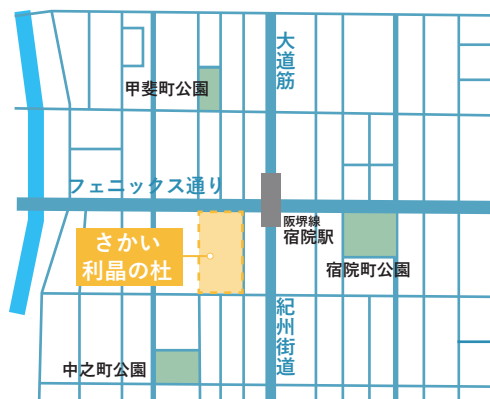 大道筋
甲斐町公園
フェニックス通り
阪堺線
宿院駅
さかい
利晶の杜
宿院町公園
紀州街道
中之町公園